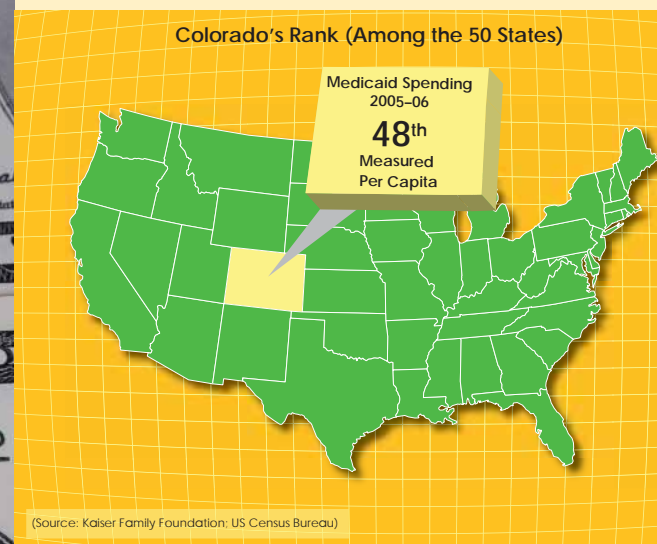 Colorado's Rank (Among the 50 States)
Medicaid Spending
2005–06
48th
Measured
Per Capita
(Source: Kaiser Family Foundation; US Census Bureau)